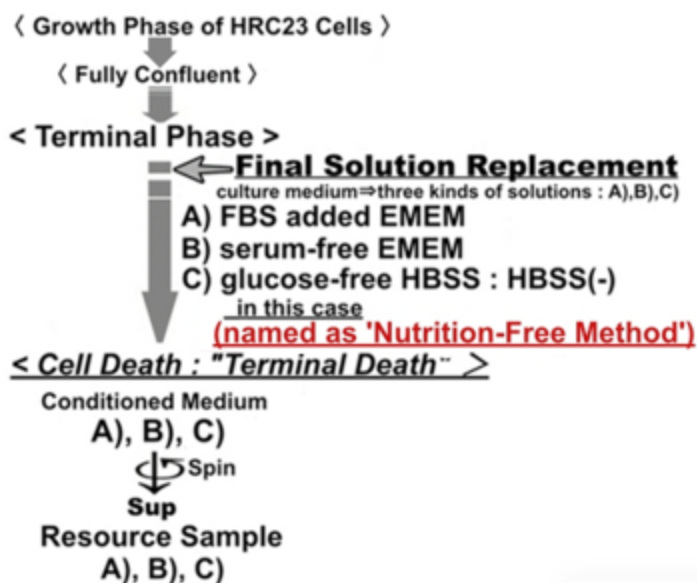 〈 Growth Phase of HRC23 Cells 〉
〈 Fully Confluent 〉
< Terminal Phase >
Final Solution Replacement
culture medium⇒three kinds of solutions : A),B),C)
A) FBS added EMEM
B) serum-free EMEM
C) glucose-free HBSS : HBSS(-)
in this case
(named as 'Nutrition-Free Method')
< Cell Death : "Terminal Death¨ >
Conditioned Medium
A), B), C)
Spin
Sup
Resource Sample
A), B), C)